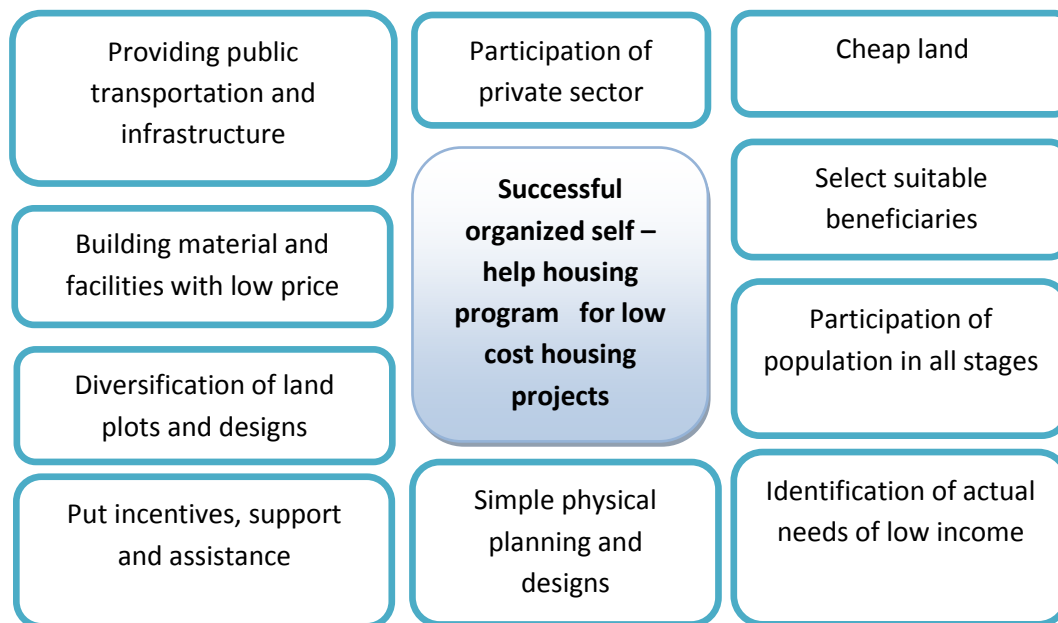 Providing public
transportation and
infrastructure
Participation of
private sector
Cheap land
Successful
organized self –
help housing
program for low
cost housing
projects
Select suitable
beneficiaries
Building material and
facilities with low price
Participation of
population in all stages
Diversification of land
plots and designs
Put incentives, support
and assistance
Simple physical
planning and
designs
Identification of actual
needs of low income